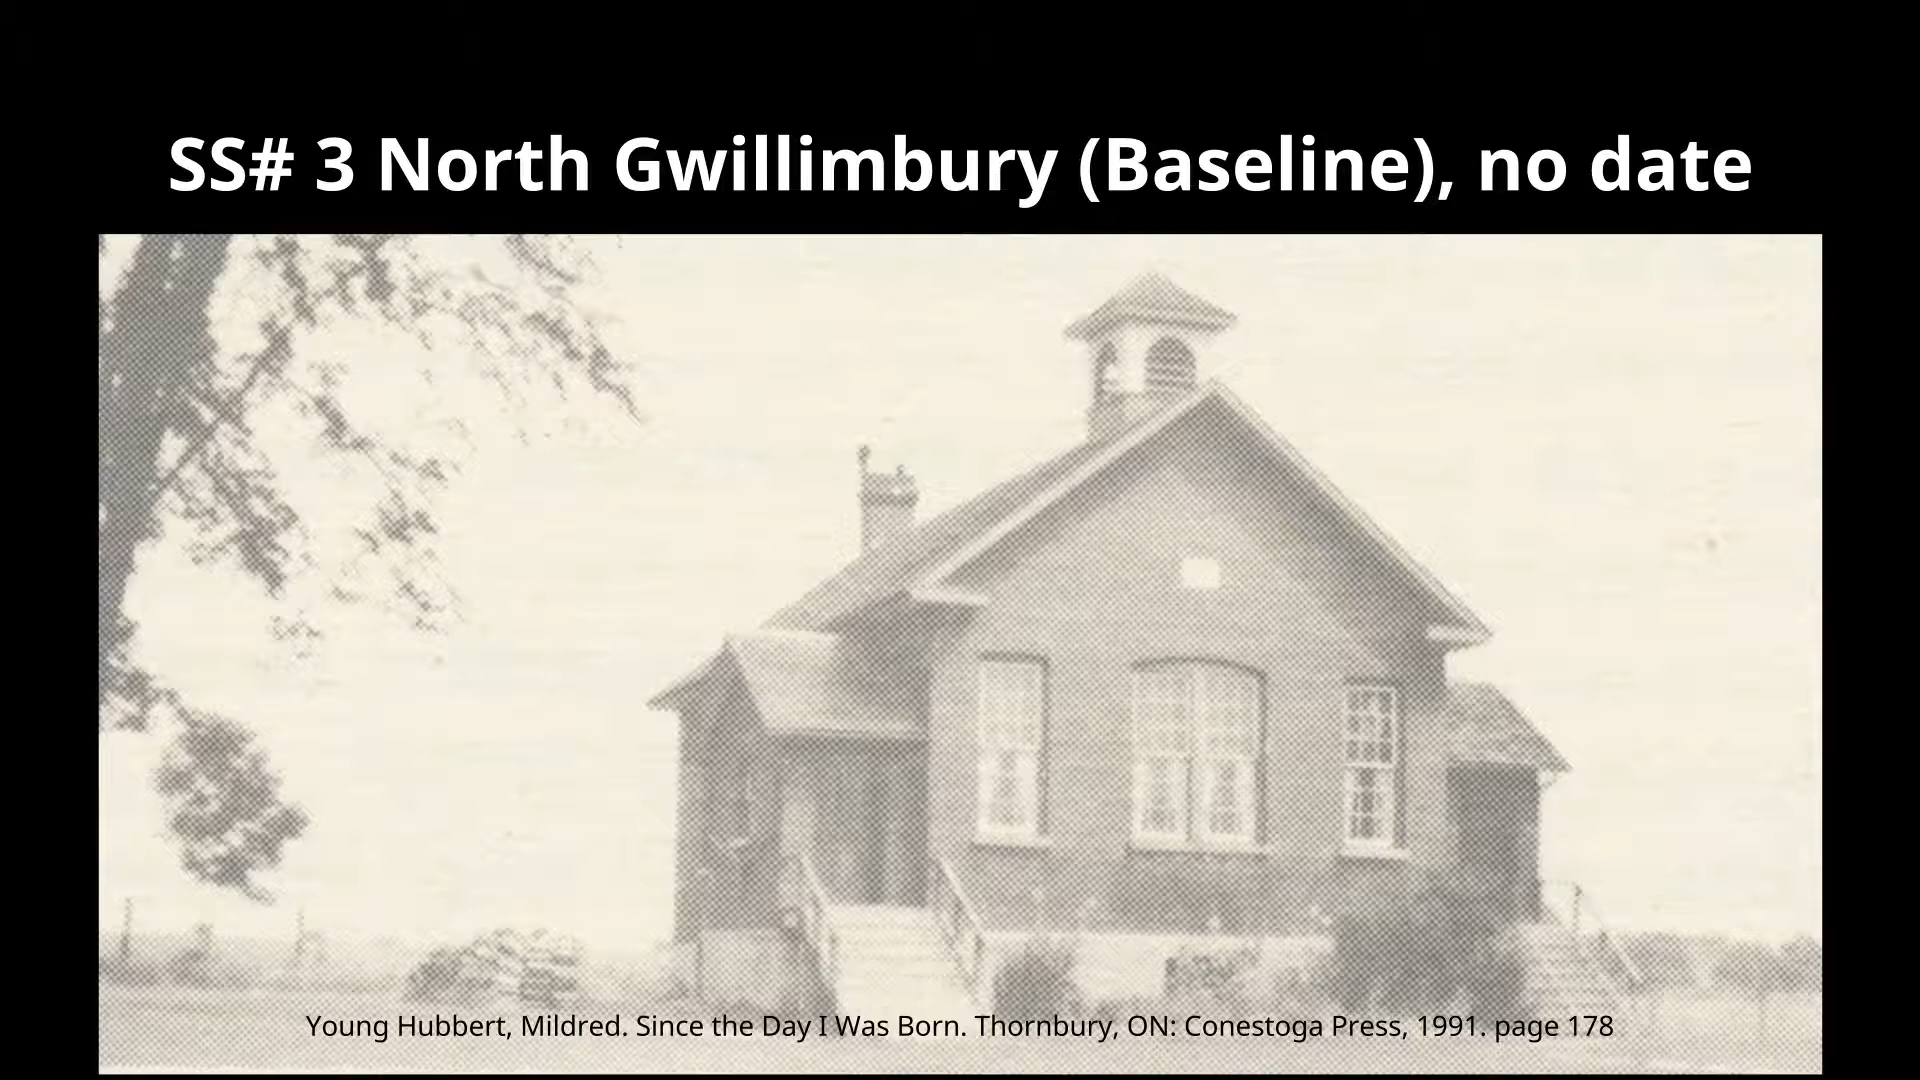 SS# 3 North Gwillimbury (Baseline), no date
Young Hubbert, Mildred. Since the Day I Was Born. Thornbury, ON: Conestoga Press, 1991. page 178